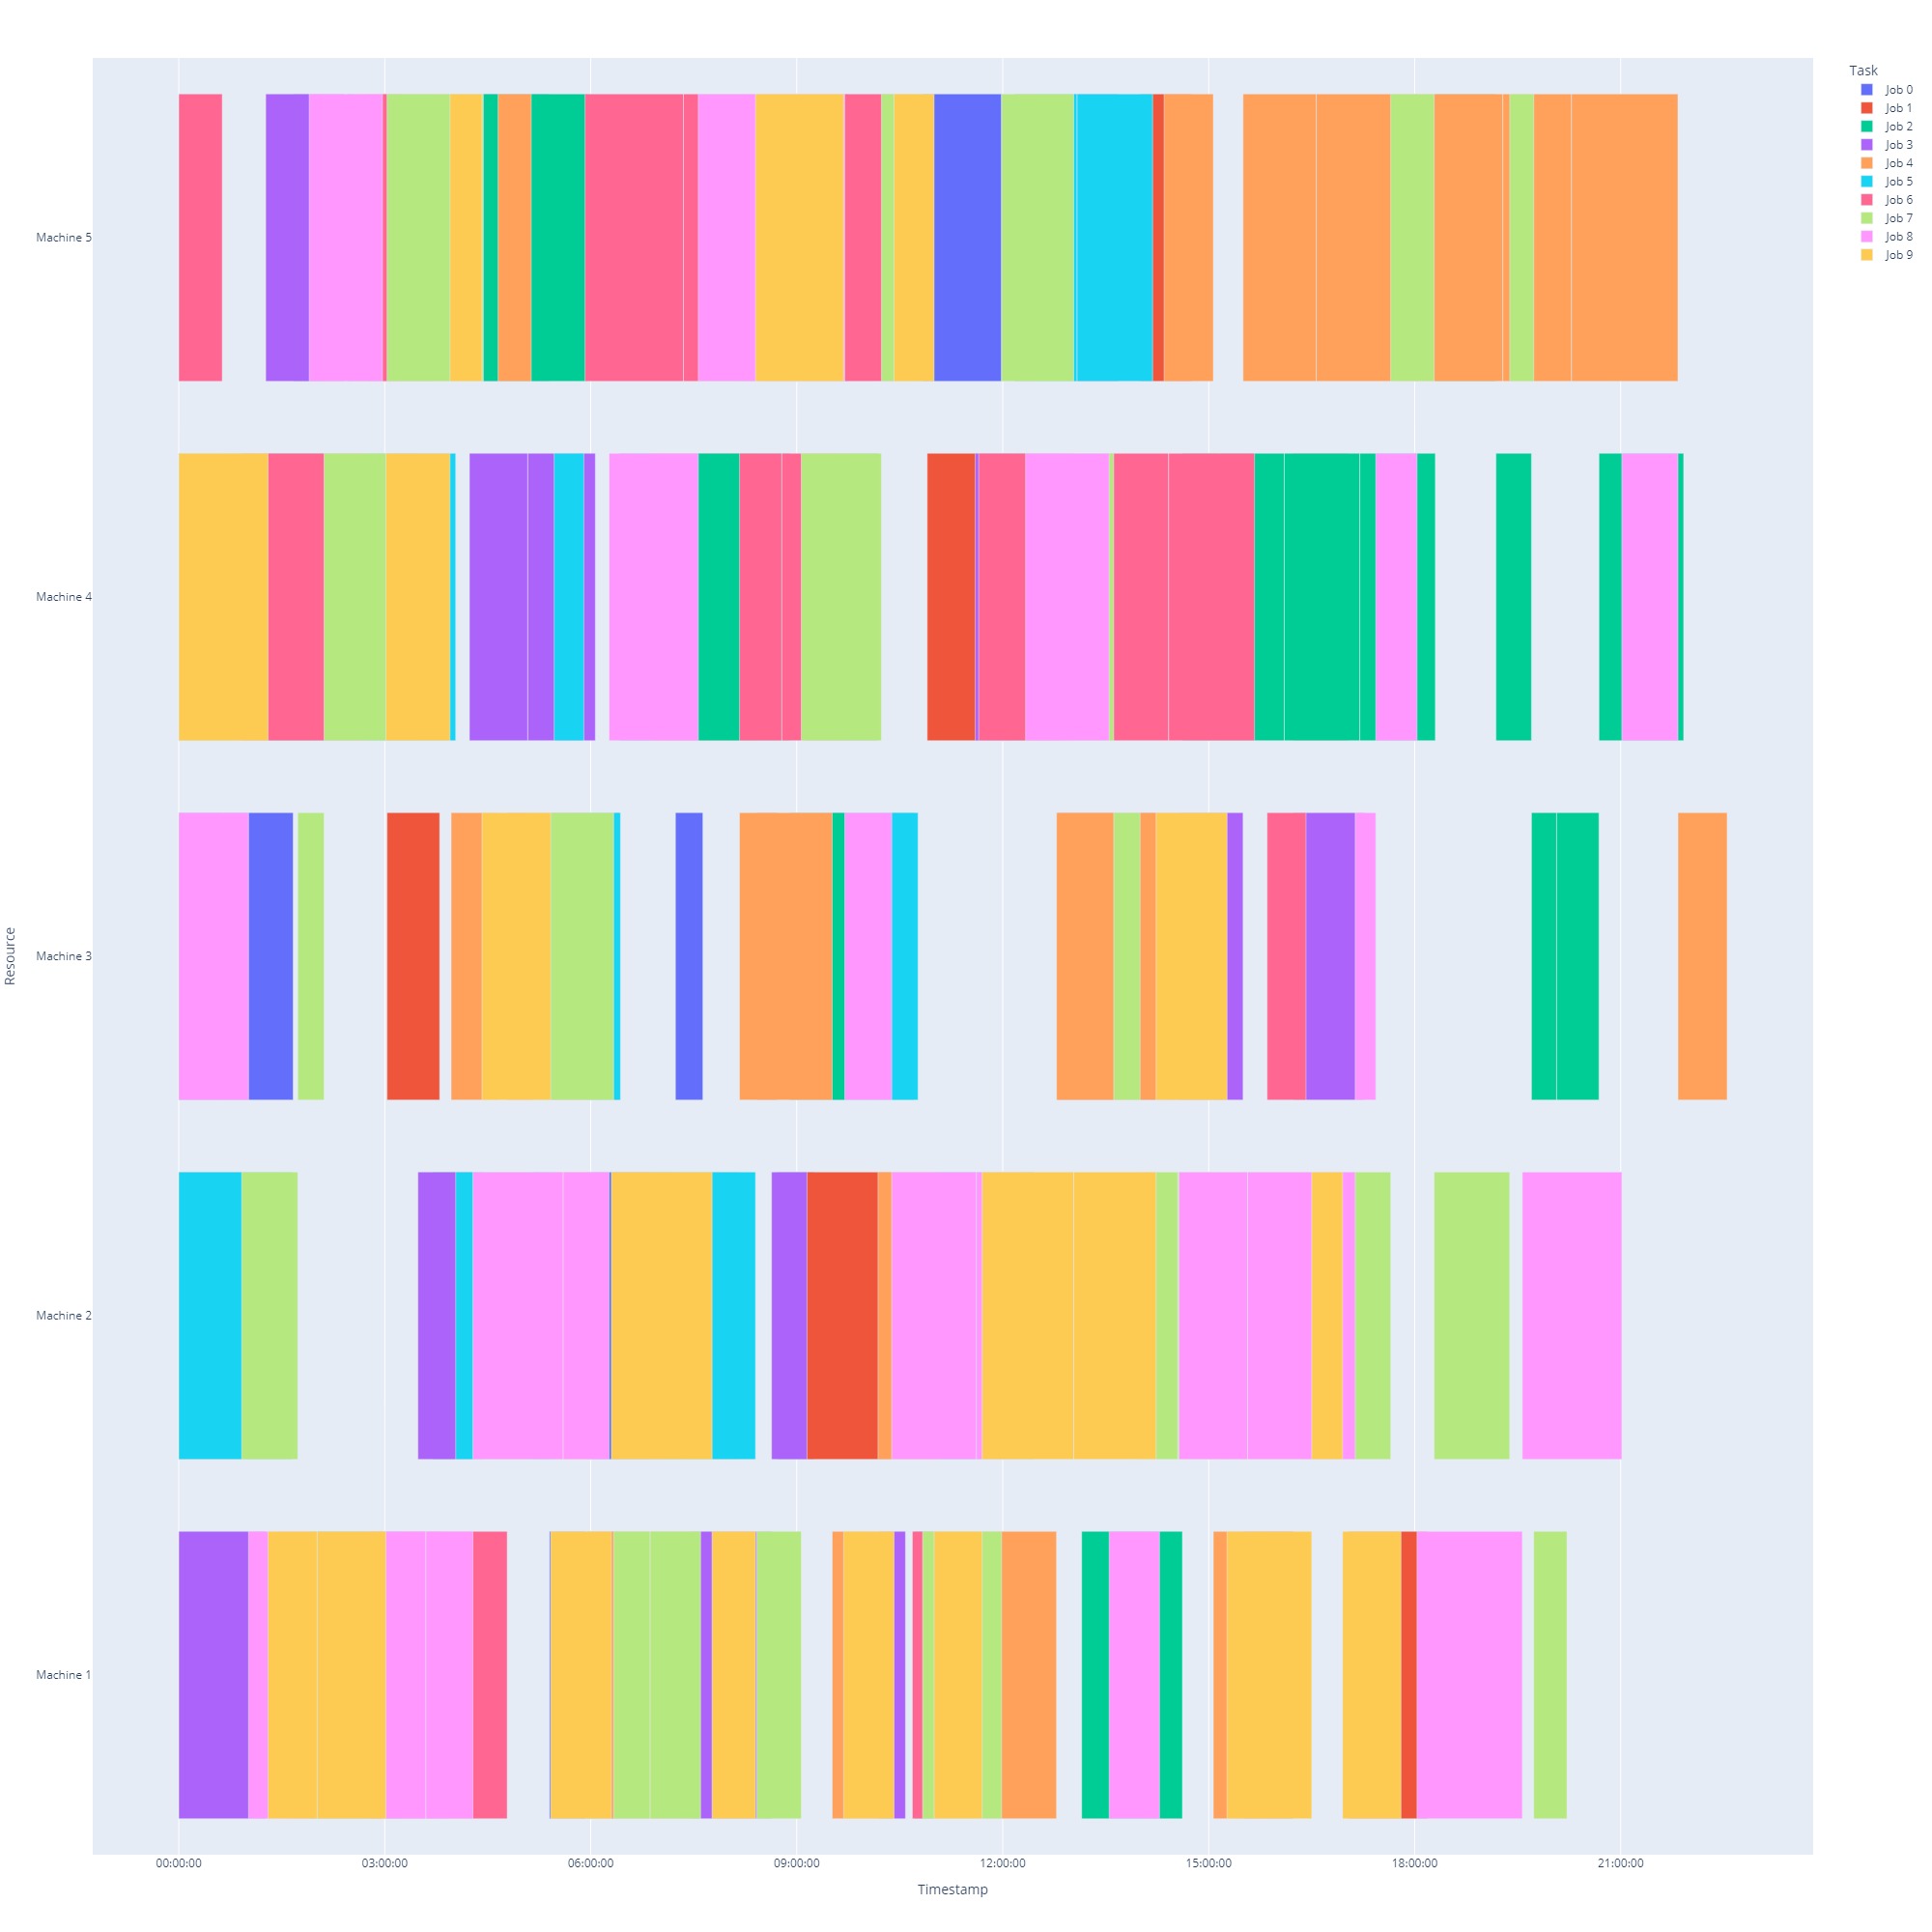 Task
Job 0
Job 1
Job 2
Job 3
Job 4
Job 5
Job 6
Job 7
Job 8
Job 9
Machine 5
Machine 4
Machine 3
Machine 2
Machine 1
Resource
00:00:00 03:00:00 06:00:00 09:00:00 12:00:00 15:00:00 18:00:00 21:00:00
Timestamp